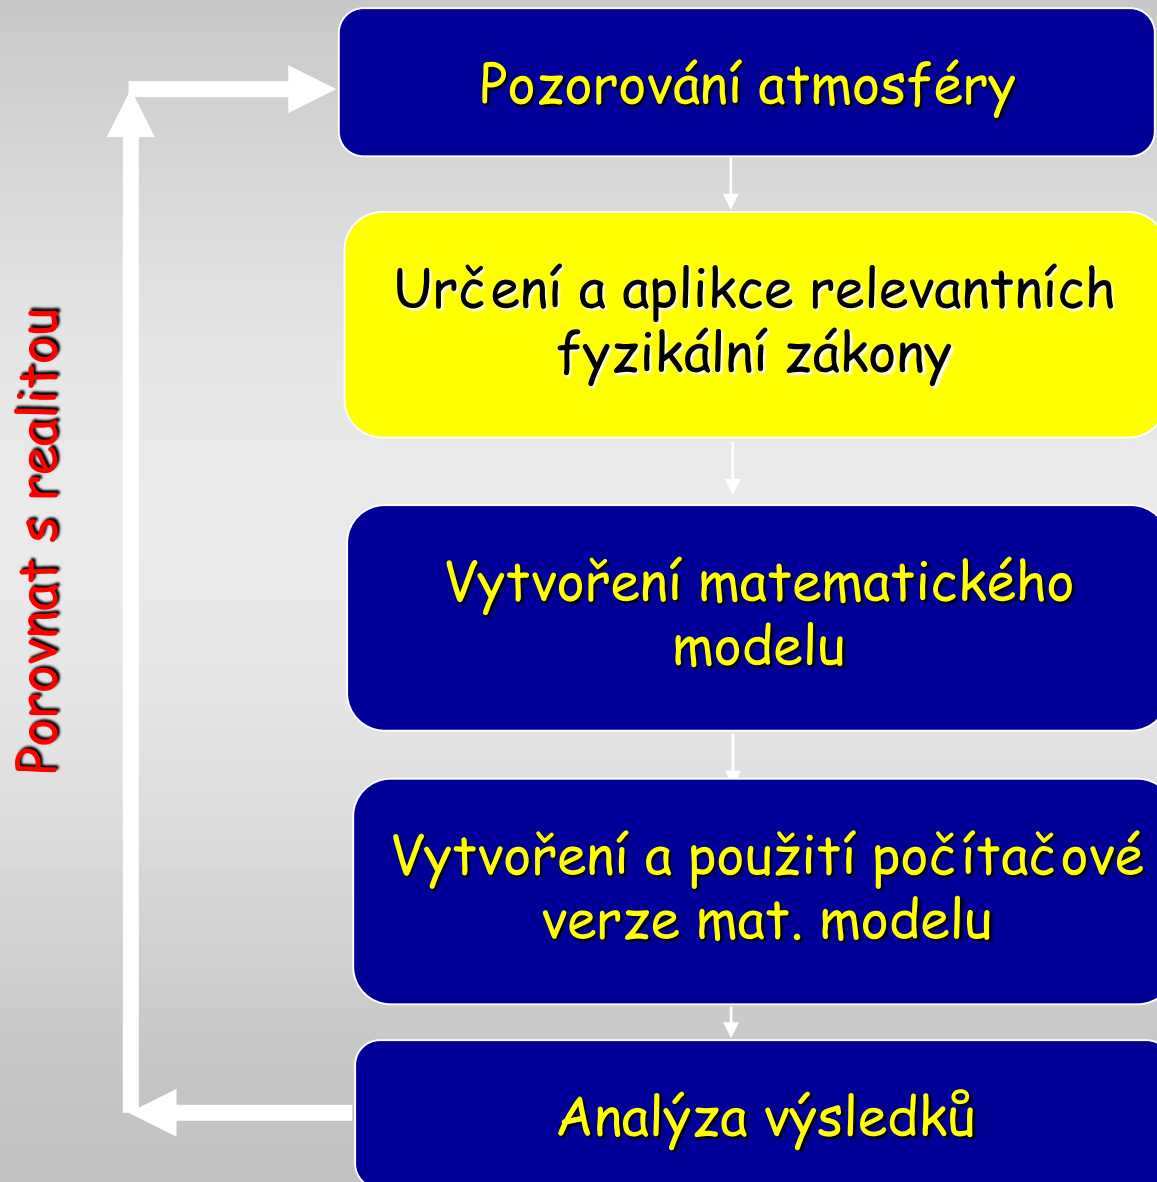 Pozorování atmosféry
Určení a aplikce relevantních
fyzikální zákony
Vytvoření matematického
modelu
Vytvoření a použití počítačové
verze mat. modelu
Analýza výsledků
Porovnat s realitou